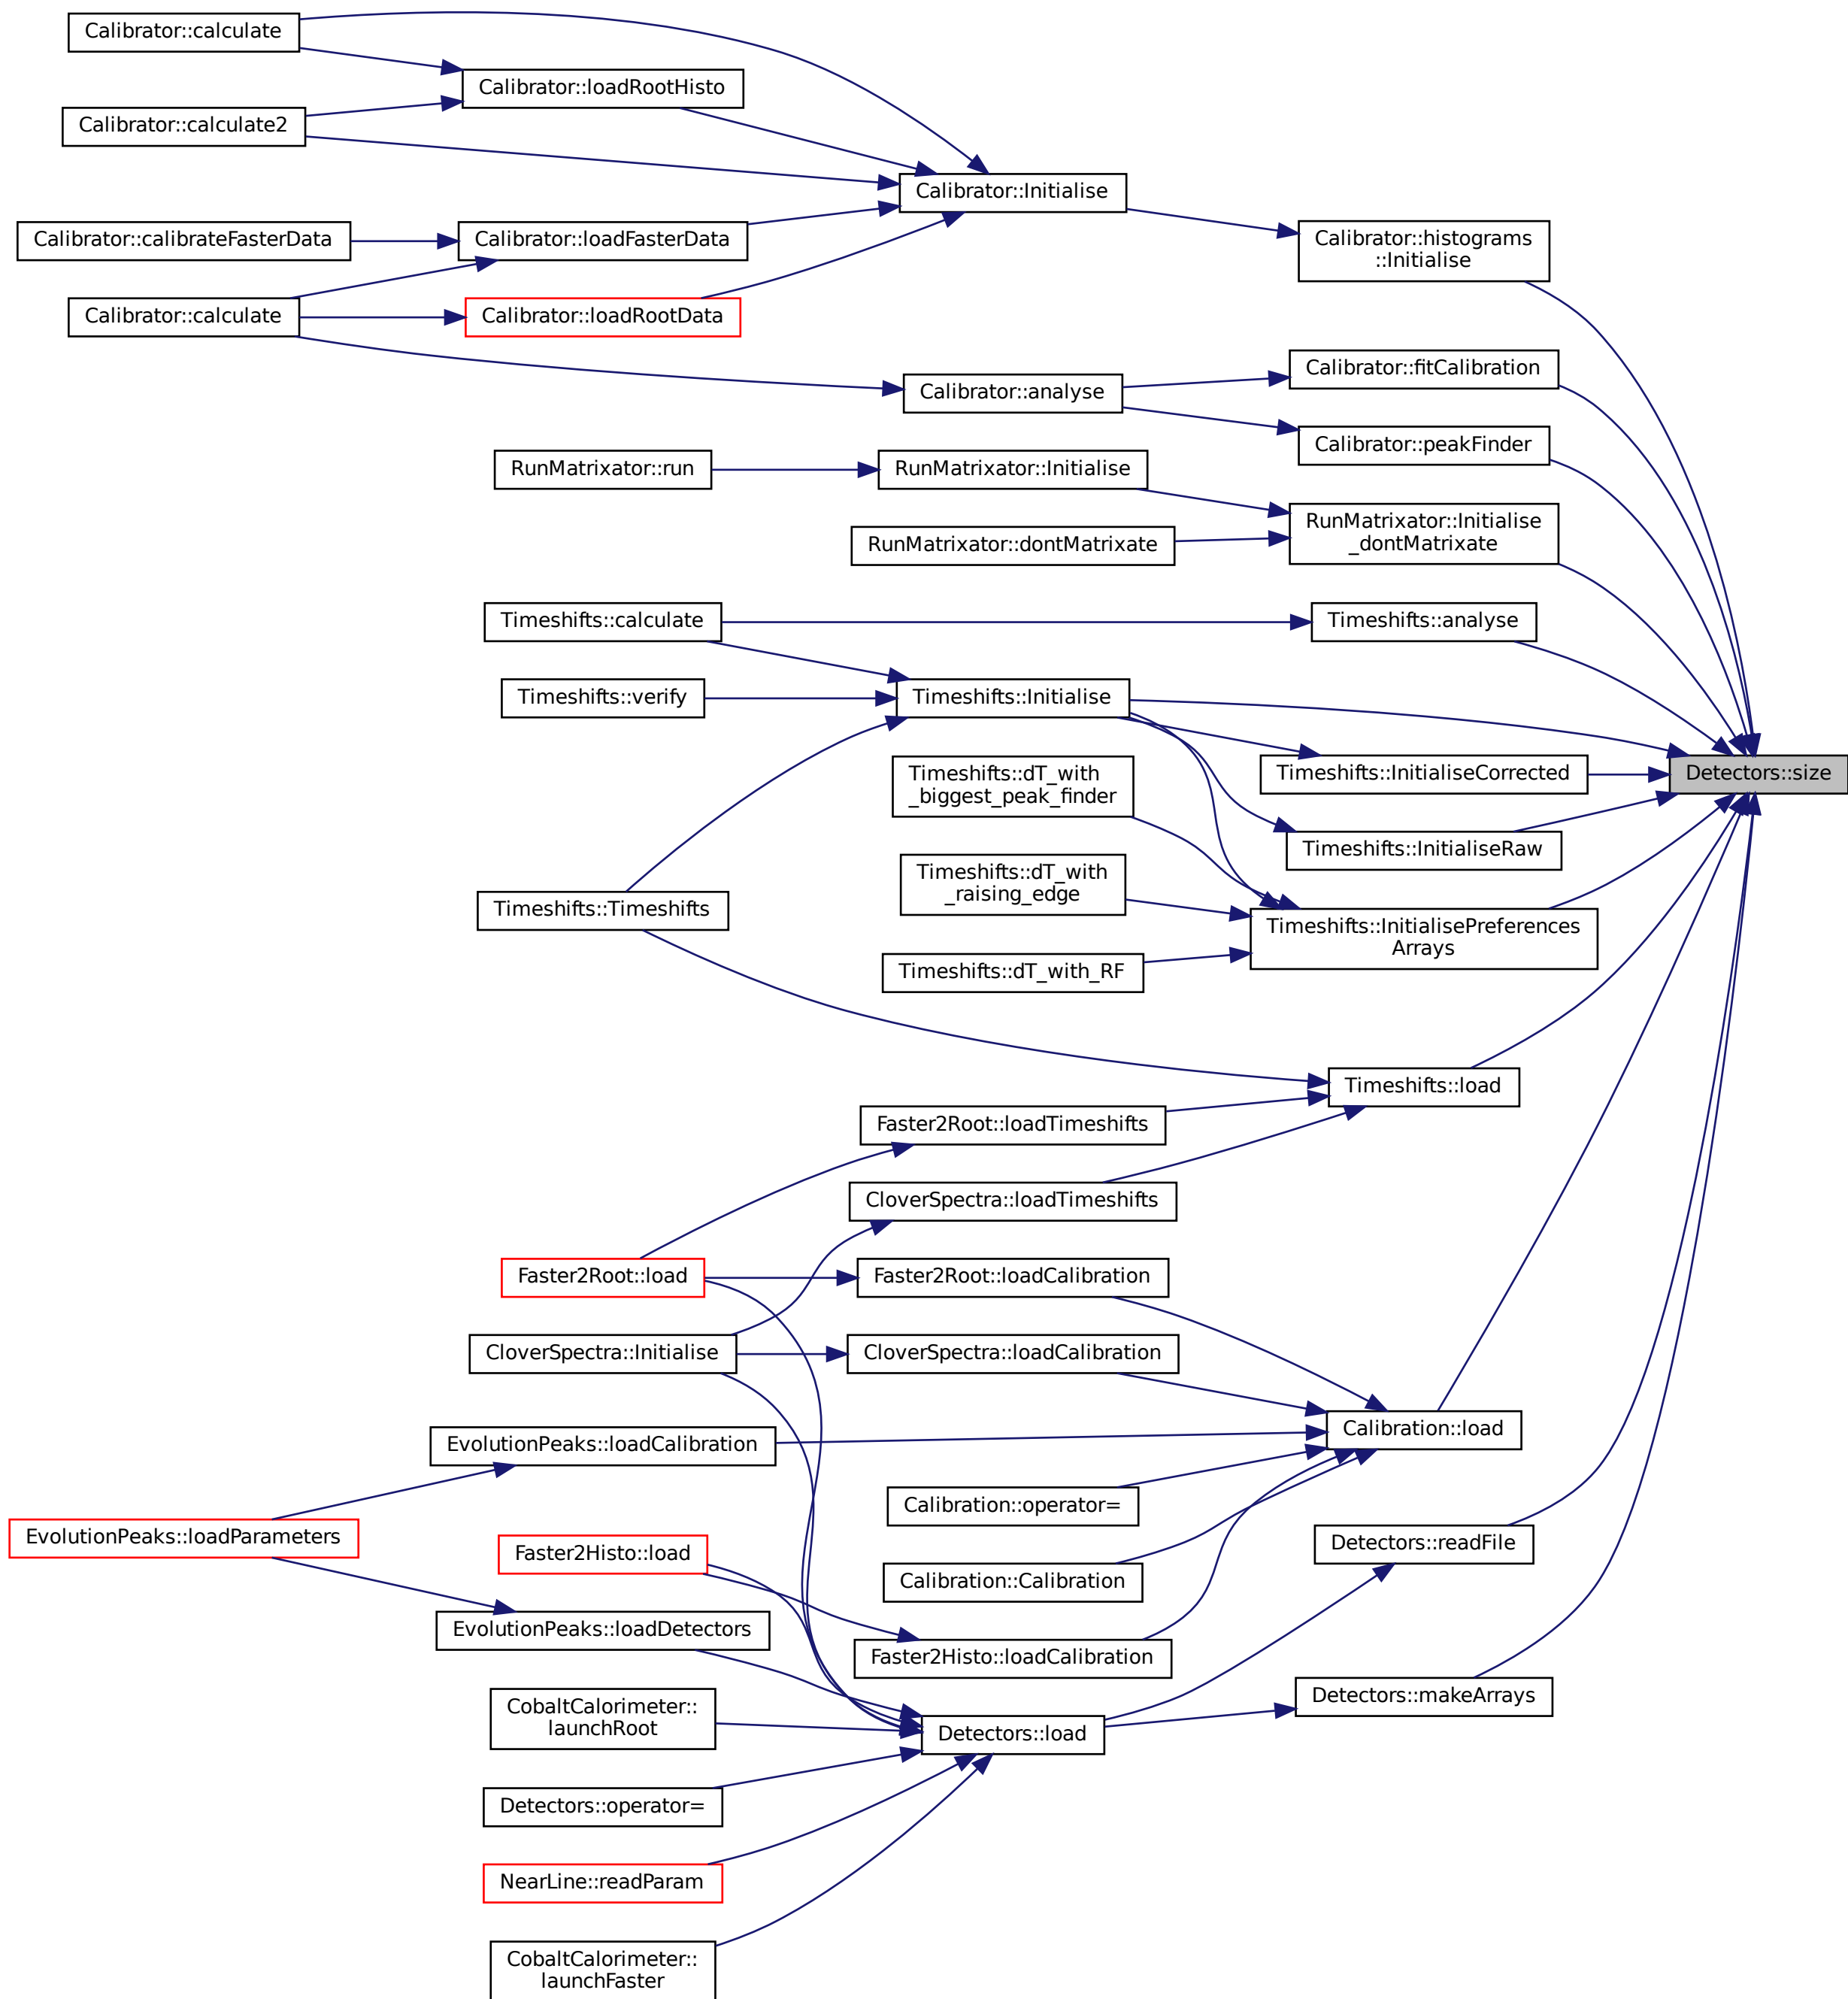 Calibrator::calculate
Calibrator::loadRootHisto
Calibrator::calculate2
Calibrator::Initialise
Calibrator::calibrateFasterData
Calibrator::loadFasterData
Calibrator::histograms
::Initialise
Calibrator::calculate
Calibrator::loadRootData
Calibrator::fitCalibration
Calibrator::analyse
Calibrator::peakFinder
RunMatrixator::run
RunMatrixator::Initialise
RunMatrixator::Initialise
_dontMatrixate
RunMatrixator::dontMatrixate
Timeshifts::calculate
Timeshifts::analyse
Timeshifts::verify
Timeshifts::Initialise
Timeshifts::InitialiseCorrected
Detectors::size
Timeshifts::dT_with
_biggest_peak_finder
Timeshifts::InitialiseRaw
Timeshifts::dT_with
_raising_edge
Timeshifts::Timeshifts
Timeshifts::InitialisePreferences
Arrays
Timeshifts::dT_with_RF
Timeshifts::load
Faster2Root::loadTimeshifts
CloverSpectra::loadTimeshifts
Faster2Root::load
Faster2Root::loadCalibration
CloverSpectra::Initialise
CloverSpectra::loadCalibration
Calibration::load
EvolutionPeaks::loadCalibration
Calibration::operator=
EvolutionPeaks::loadParameters
Faster2Histo::load
Detectors::readFile
Calibration::Calibration
EvolutionPeaks::loadDetectors
Faster2Histo::loadCalibration
Detectors::makeArrays
CobaltCalorimeter::
launchRoot
Detectors::load
Detectors::operator=
NearLine::readParam
CobaltCalorimeter::
launchFaster